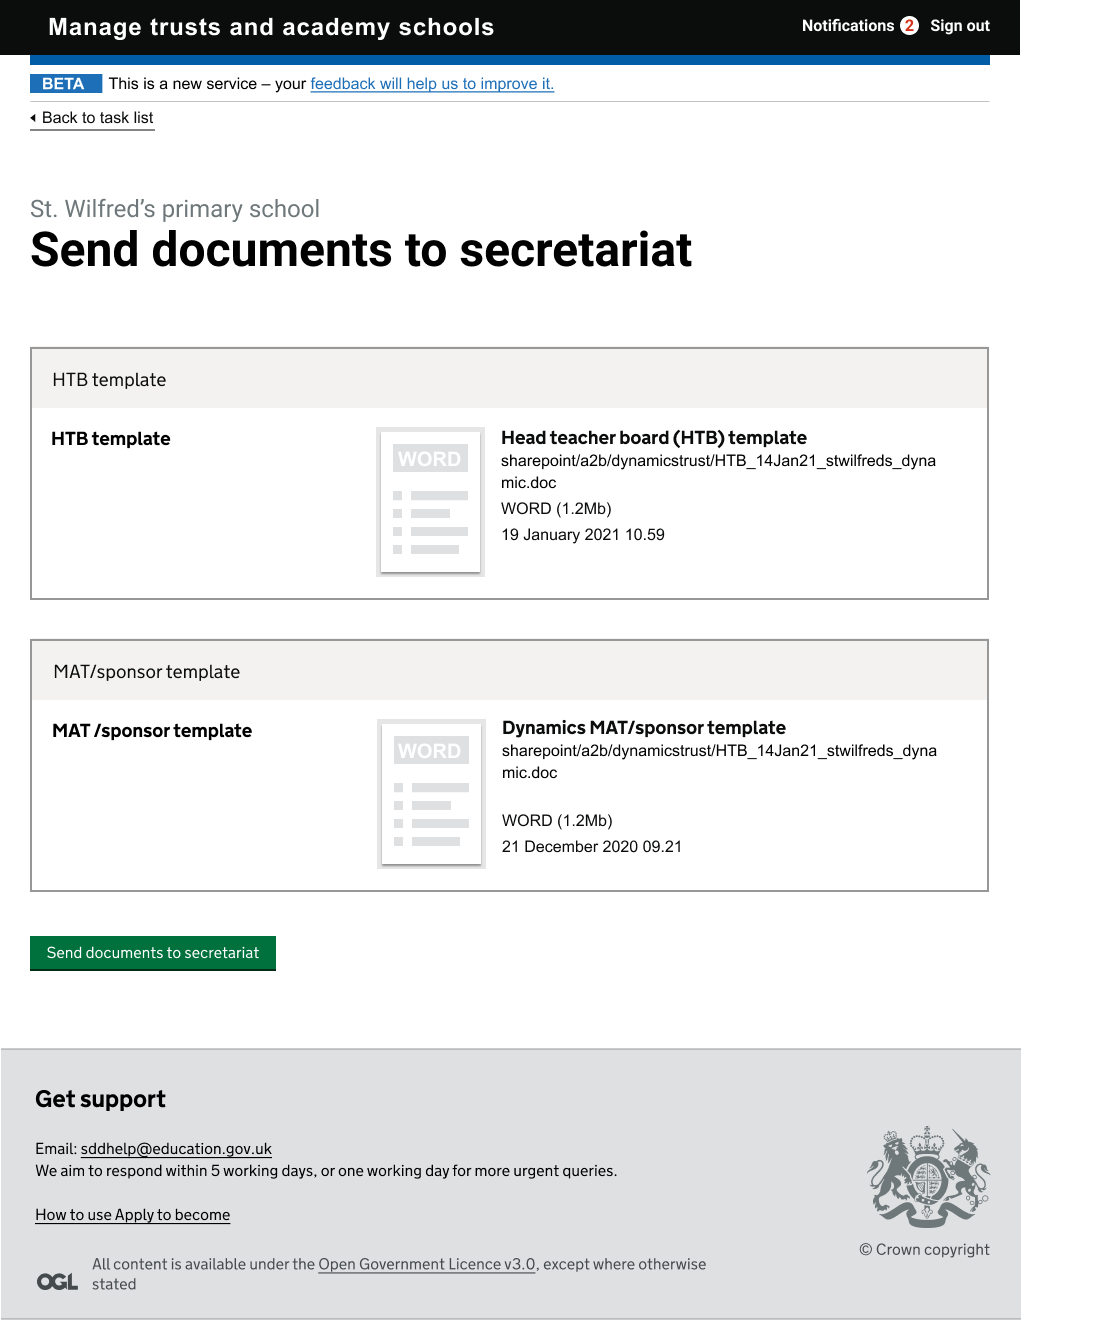 Manage trusts and academy schools
Notifications 2 Sign out
BETA This is a new service – your feedback will help us to improve it.
Back to task list
St. Wilfred’s primary school
Send documents to secretariat
HTB template
HTB template
WORD
Head teacher board (HTB) template
sharepoint/a2b/dynamicstrust/HTB_14Jan21_stwilfreds_dyna
mic.doc
WORD (1.2Mb)
19 January 2021 10.59
MAT/sponsor template
MAT /sponsor template
WORD
Dynamics MAT/sponsor template
sharepoint/a2b/dynamicstrust/HTB_14Jan21_stwilfreds_dyna
mic.doc
WORD (1.2Mb)
21 December 2020 09.21
Send documents to secretariat
Get support
Email: sddhelp@education.gov.uk
We aim to respond within 5 working days, or one working day for more urgent queries.
How to use Apply to become
OGL
All content is available under the Open Government Licence v3.0, except where otherwise
stated
© Crown copyright